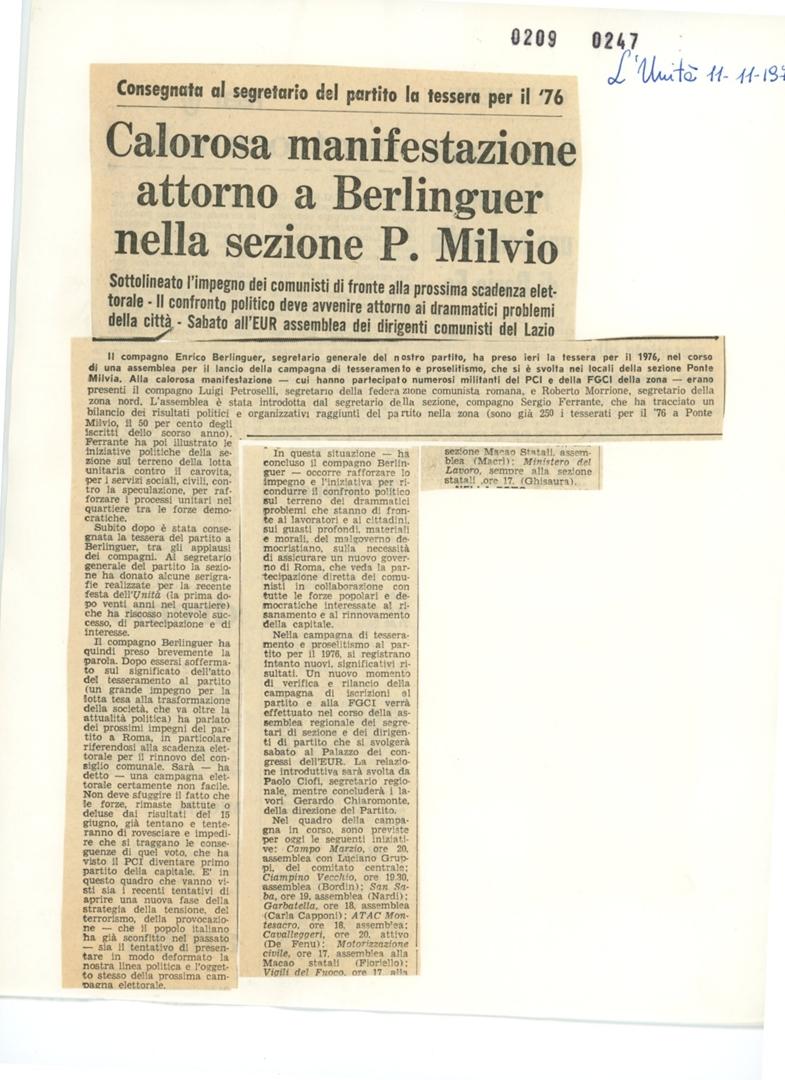 0209 0247
L'Unità 11-11-197
Consegnata al segretario del partito la tessera per il '76
Calorosa manifestazione
attorno a Berlinguer
nella sezione P. Milvio
Sottolineato l'impegno dei comunisti di fronte alla prossima scadenza elet-
torale - Il confronto politico deve avvenire attorno ai drammatici problemi
della città - Sabato all'EUR assemblea dei dirigenti comunisti del Lazio
Il compagno Enrico Berlinguer, segretario generale del nostro partito, ha preso ieri la tessera per il 1976, nel corso
di una assemblea per il lancio della campagna di tesseramento e proselitismo, che si è svolta nei locali della sezione Ponte
Milvia. Alla calorosa manifestazione — cui hanno partecipato numerosi militanti del PCI e della FGCI della zona — erano
presenti il compagno Luigi Petroselli, segretario della federazione comunista romana, e Roberto Morrione, segretario della
zona nord. L'assemblea è stata introdotta dal segretario della sezione, compagno Sergio Ferrante, che ha tracciato un
bilancio dei risultati politici e organizzativi raggiunti del partito nella zona (sono già 250 i tesserati per il '76 a Ponte
Milvio, il 50 per cento degli
iscritti dello scorso anno).
Ferrante ha poi illustrato le
iniziative politiche della se-
zione sul terreno della lotta
unitaria contro il carovita,
per i servizi sociali, civili, con-
tro la speculazione, per raf-
forzare i processi unitari nel
quartiere tra le forze demo-
cratiche.
Subito dopo è stata conse-
gnata la tessera del partito a
Berlinguer, tra gli applausi
dei compagni. Al segretario
generale del partito la sezio-
ne ha donato alcune serigra-
fie realizzate per la recente
festa dell'Unità (la prima do-
po venti anni nel quartiere)
che ha riscosso notevole suc-
cesso, di partecipazione e di
interesse.
Il compagno Berlinguer ha
quindi preso brevemente la
parola. Dopo essersi sofferma-
to sul significato dell'atto
del tesseramento al partito
(un grande impegno per la
lotta tesa alla trasformazione
della società, che va oltre la
attualità politica) ha parlato
dei prossimi impegni del par-
tito a Roma, in particolare
riferendosi alla scadenza elet-
torale per il rinnovo del con-
siglio comunale. Sarà — ha
detto — una campagna elet-
torale certamente non facile.
Non deve sfuggire il fatto che
le forze, rimaste battute o
deluse dai risultati del 15
giugno, già tentano e tente-
ranno di rovesciare e impedi-
re che si traggano le conse-
guenze di quel voto, che ha
visto il PCI diventare primo
partito della capitale. E' in
questo quadro che vanno vi-
sti sia i recenti tentativi di
aprire una nuova fase della
strategia della tensione, del
terrorismo, della provocazio-
ne — che il popolo italiano
ha già sconfitto nel passato
— sia il tentativo di presen-
tare in modo deformato la
nostra linea politica e l'ogget-
to stesso della prossima cam-
pagna elettorale.
In questa situazione — ha
concluso il compagno Berlin-
guer — occorre rafforzare lo
impegno e l'iniziativa per ri-
condurre il confronto politico
sul terreno dei drammatici
problemi che stanno di fron-
te ai lavoratori e ai cittadini,
sui guasti profondi, materiali
e morali, del malgoverno de-
mocristiano, sulla necessità
di assicurare un nuovo gover-
no di Roma, che veda la par-
tecipazione diretta dei comu-
nisti in collaborazione con
tutte le forze popolari e de-
mocratiche interessate al ri-
sanamento e al rinnovamento
della capitale.
Nella campagna di tessera-
mento e proselitismo al par-
tito per il 1976, si registrano
intanto nuovi, significativi ri-
sultati. Un nuovo momento
di verifica e rilancio della
campagna di iscrizioni al
partito e alla FGCI verrà
effettuato nel corso della as-
semblea regionale dei segre-
tari di sezione e dei dirigen-
ti di partito che si svolgerà
sabato al Palazzo dei con-
gressi dell'EUR. La relazio-
ne introduttiva sarà svolta da
Paolo Ciofi, segretario regio-
nale, mentre concluderà i la-
vori Gerardo Chiaromonte,
della direzione del Partito.
Nel quadro della campa-
gna in corso, sono previste
per oggi le seguenti iniziati-
ve: Campo Marzio, ore 20,
assemblea con Luciano Grup-
pi, del comitato centrale;
Ciampino Vecchio, ore 19.30,
assemblea (Bordin); San Sa-
ba, ore 19, assemblea (Nardi);
Garbatella, ore 18, assemblea
(Carla Capponi); ATAC Mon-
tesacro, ore 18, assemblea;
Cavalleggeri, ore 20, attivo
(De Fenu); Motorizzazione
civile, ore 17, assemblea alla
Macao statali (Fioriello);
Vigili del Fuoco, ore 17 alla
sezione Macao Statali, assem-
blea (Macrì); Ministero del
Lavoro, sempre alla sezione
statali ,ore 17, (Ghisaura).